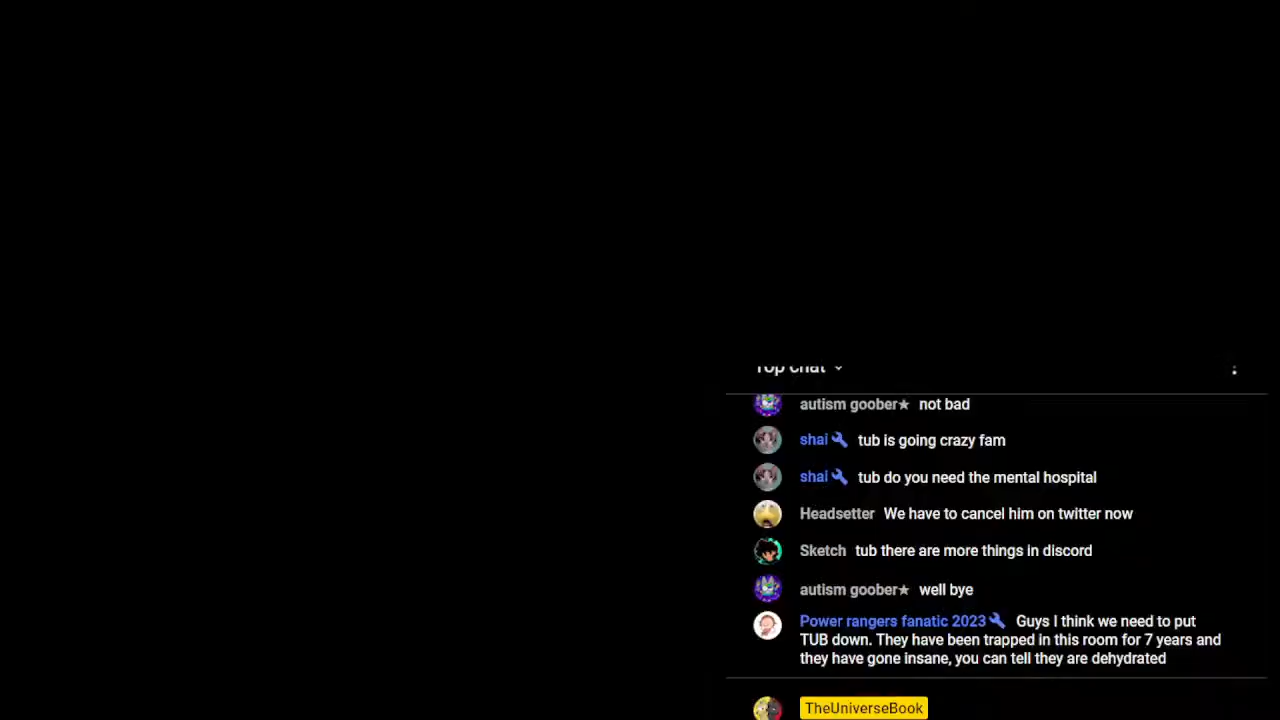 Top chat
autism goober★ not bad
shai tub is going crazy fam
shai tub do you need the mental hospital
Headsetter We have to cancel him on twitter now
Sketch tub there are more things in discord
autism goober★ well bye
Power rangers fanatic 2023 Guys I think we need to put
TUB down. They have been trapped in this room for 7 years and
they have gone insane, you can tell they are dehydrated
TheUniverseBook